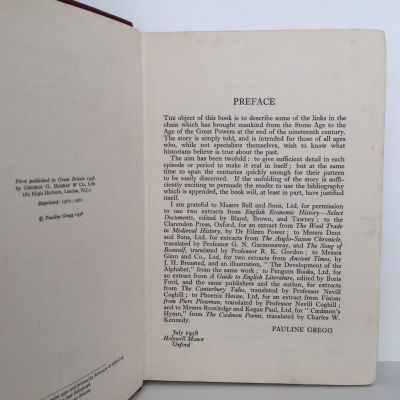 First published in Great Britain 1958
by GEORGE G. HARRAP & Co. Ltd
182 High Holborn, London, W.C.1
Reprinted: 1960; 1961
© Pauline Gregg 1958
PREFACE
THE object of this book is to describe some of the links in the
chain which has brought mankind from the Stone Age to the
Age of the Great Powers at the end of the nineteenth century.
The story is simply told, and is intended for those of all ages
who, while not specialists themselves, wish to know what
historians believe is true about the past.
The aim has been twofold: to give sufficient detail in each
episode or period to make it real in itself; but at the same
time to span the centuries quickly enough for their pattern
to be easily discerned. If the unfolding of the story is suffi-
ciently exciting to persuade the reader to use the bibliography
which is appended, the book will, at least in part, have justified
itself.
I am grateful to Messrs Bell and Sons, Ltd, for permission
to use two extracts from English Economic History—Select
Documents, edited by Bland, Brown, and Tawney; to the
Clarendon Press, Oxford, for an extract from The Wool Trade
in Medieval History, by Dr Eileen Power; to Messrs Dent
and Sons, Ltd, for extracts from The Anglo-Saxon Chronicle,
translated by Professor G. N. Garmonsway, and The Song of
Beowulf, translated by R. K. Gordon; to Messrs
Ginn and Co., Ltd, for two extracts from Ancient Times, by
J. H. Breasted, and an illustration, “The Development of the
Alphabet,” from the same work; to Penguin Books, Ltd, for
an extract from A Guide to English Literature, edited by Boris
Ford, and the same publishers and the author, for extracts from
The Canterbury Tales, translated by Professor Nevill
Coghill; to Phoenix House, Ltd, for an extract from Visions
from Piers Plowman, translated by Professor Nevill Coghill;
and to Messrs Routledge and Kegan Paul, Ltd, for “Cædmon's
Hymn,” from The Cædmon Poems, translated by Charles W.
Kennedy.
PAULINE GREGG
July 1958
Holywell Manor
Oxford